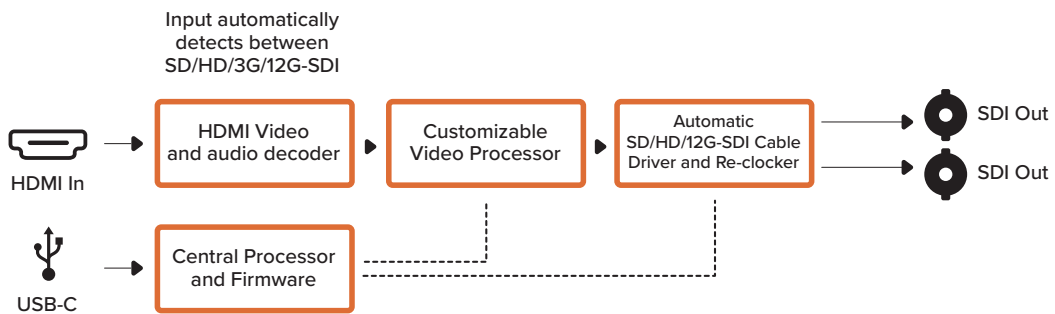 Input automatically
detects between
SD/HD/3G/12G-SDI
HDMI In
HDMI Video
and audio decoder
Customizable
Video Processor
Automatic
SD/HD/12G-SDI Cable
Driver and Re-clocker
SDI Out
SDI Out
USB-C
Central Processor
and Firmware